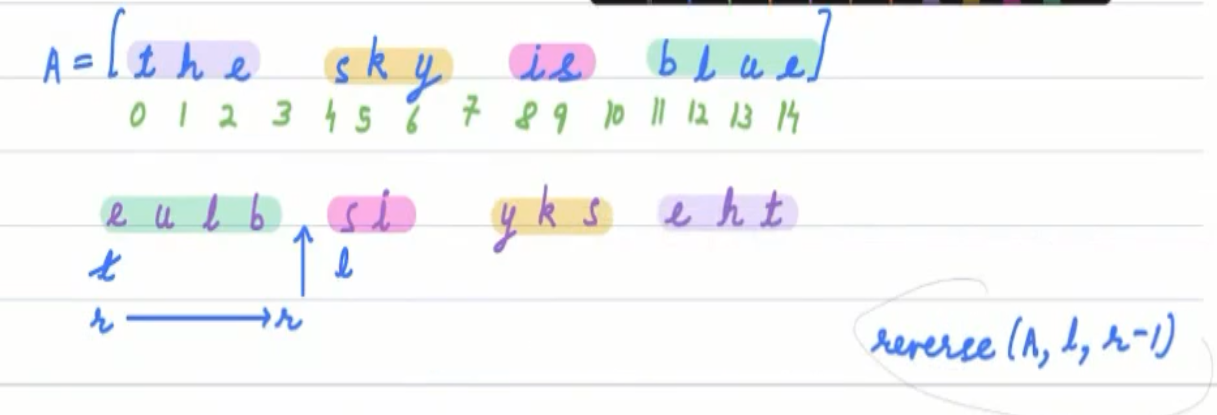 A = [ t h e s k y i s b l u e ]
0 1 2 3 4 5 6 7 8 9 10 11 12 13 14
e u l b s i y k s e h t
l l
r → r
reverse (A, l, r-1)